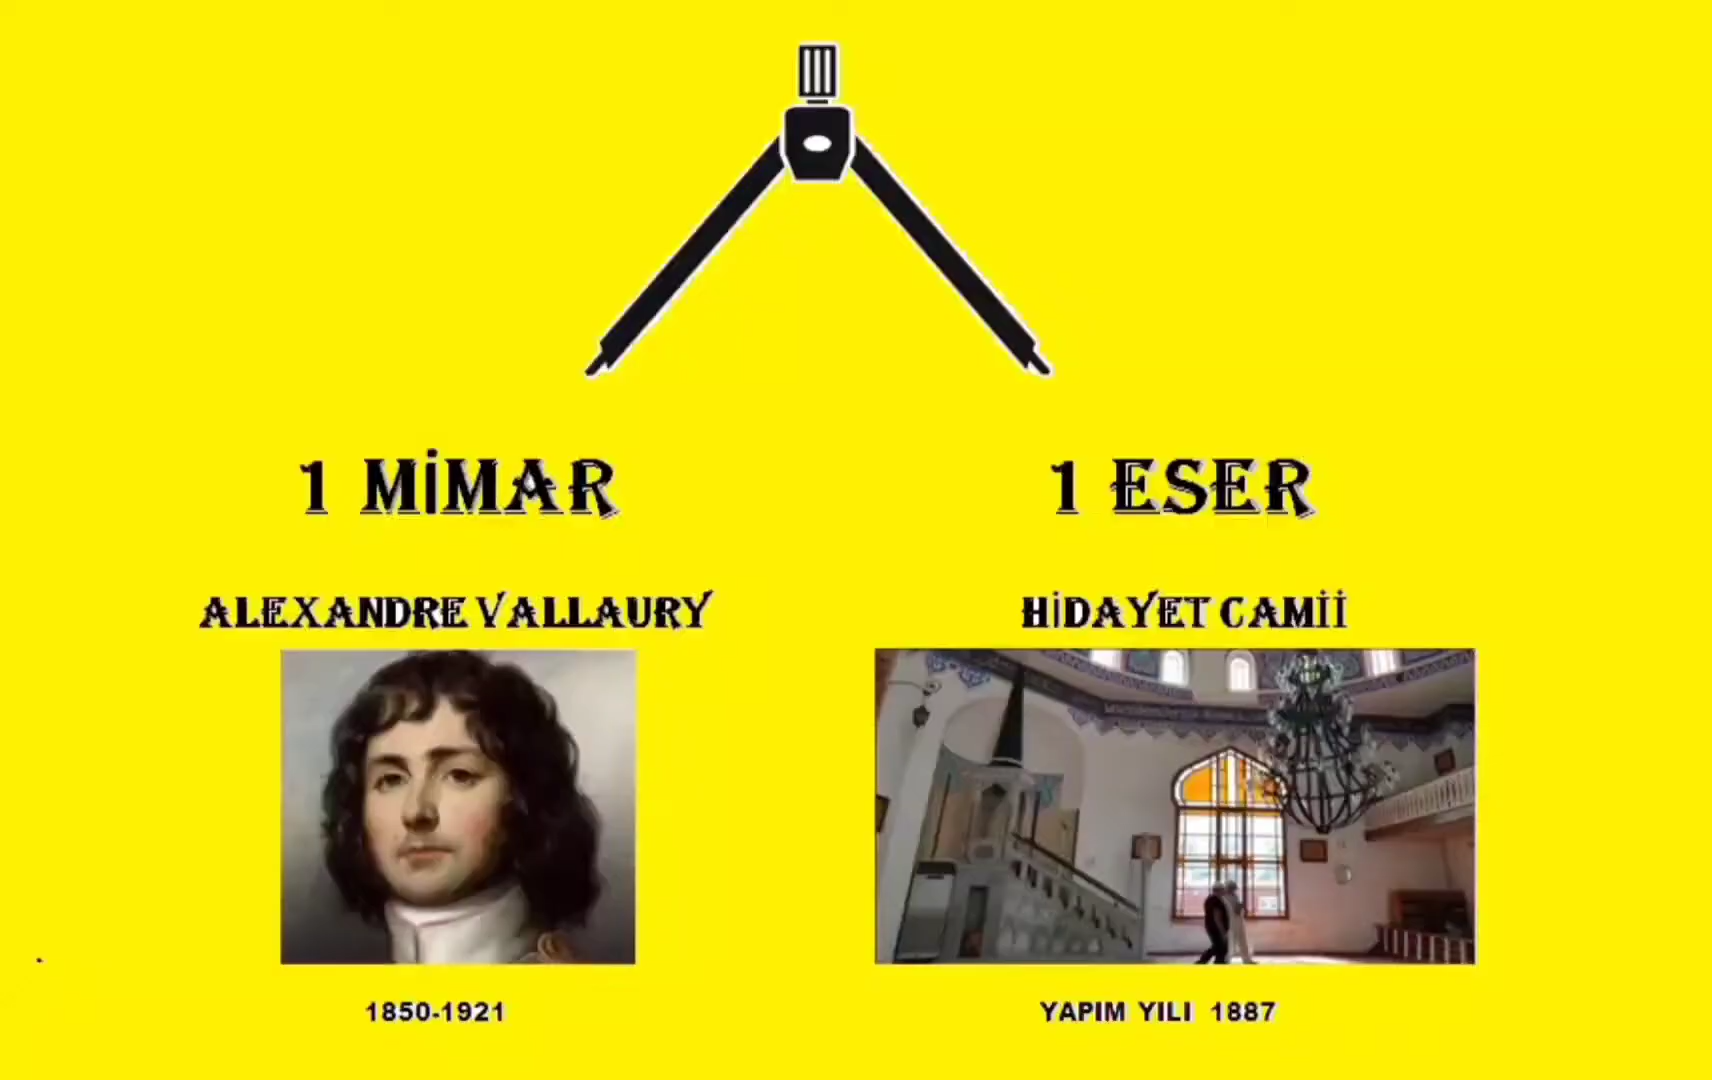 1 MİMAR
1 ESER
ALEXANDRE VALLAURY
HİDAYET CAMİİ
1850-1921
YAPIM YILI 1887